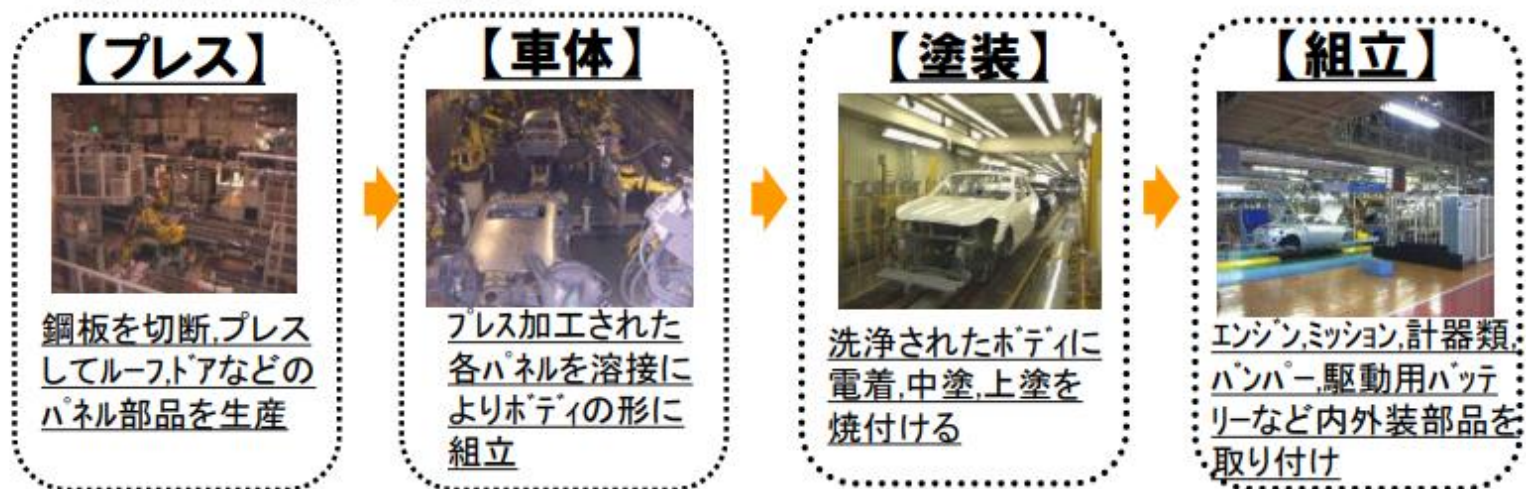 【プレス】
鋼板を切断,プレス
してルーフ,ドアなどの
パネル部品を生産
【車体】
プレス加工された
各パネルを溶接に
よりボディの形に
組立
【塗装】
洗浄されたボディに
電着,中塗,上塗を
焼付ける
【組立】
エンジン,ミッション,計器類,
バンパー,駆動用バッテ
リーなど内外装部品を
取り付け